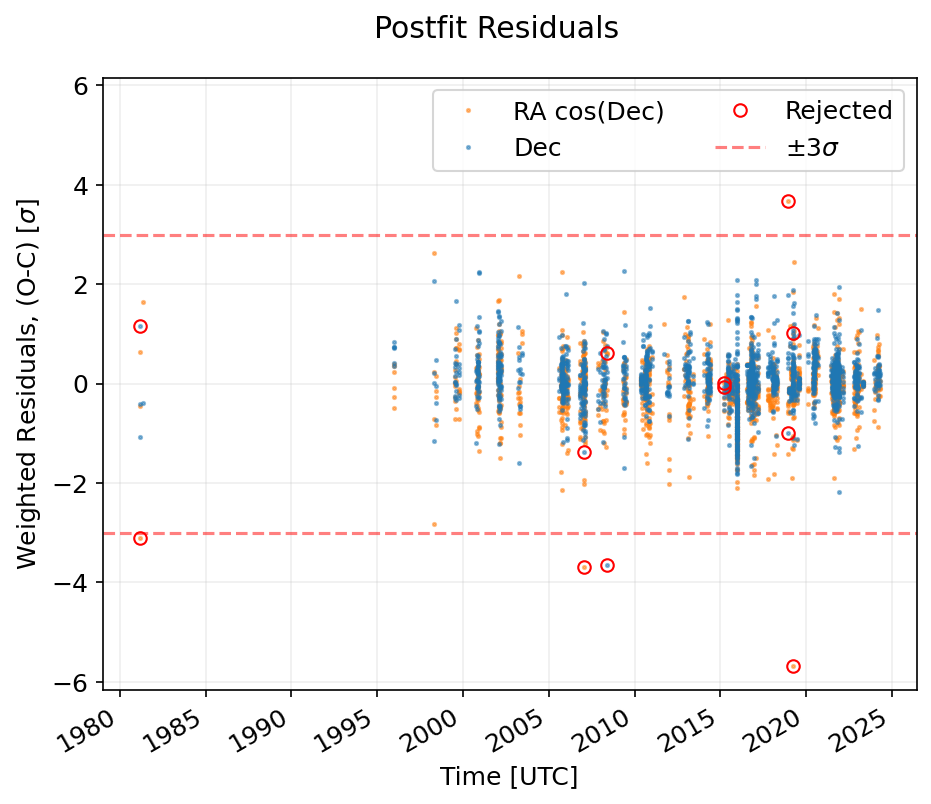 Postfit Residuals
RA cos(Dec)
Dec
Rejected
±3σ
Weighted Residuals, (O-C) [σ]
6
4
2
0
−2
−4
−6
1980
1985
1990
1995
2000
2005
2010
2015
2020
2025
Time [UTC]